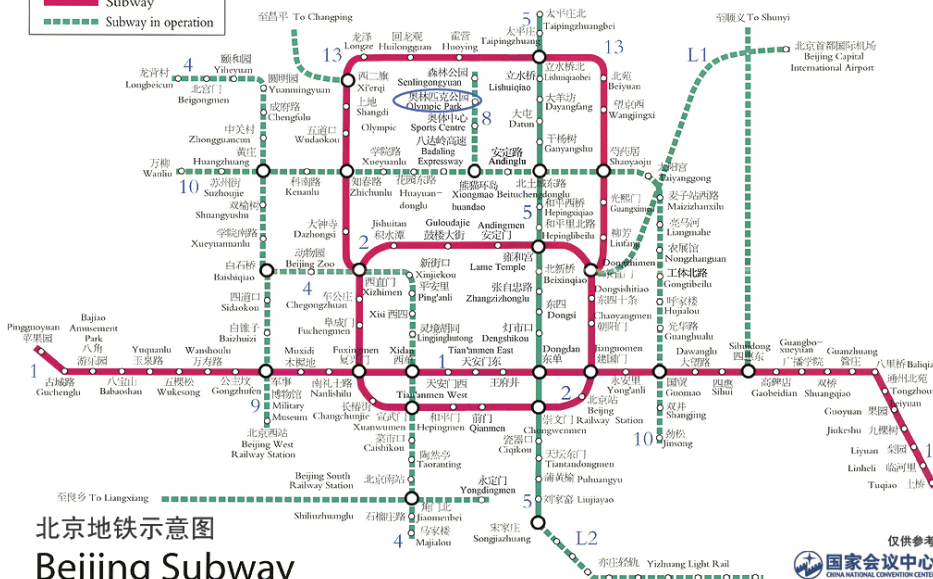 Subway
Subway in operation
至昌平 To Changping
5
太平庄北
Taipingzhuangbei
至顺义 To Shunyi
13
龙泽
Longze
回龙观
Huilongguan
霍营
Huoying
太平庄
Taipingzhuang
13
L1
北京首都国际机场
Beijing Capital
International Airport
龙背村
Longbeicun
4
颐和园
Yiheyuan
北宫门
Beigongmen
圆明园
Yuanmingyuan
西二旗
Xi'erqi
森林公园
Senlingongyuan
立水桥北
Lishuiqiaobei
立水桥
Lishuiqiao
北苑
Beiyuan
奥林匹克公园
Olympic Park
上地
Shangdi
Olympic
成府路
Chengfulu
8
奥体中心
Sports Centre
大羊坊
Dayangfang
望京西
Wangjingxi
大屯
Datun
中关村
Zhongguancun
五道口
Wudaokou
八达岭高速
Badaling
Expressway
干杨树
Ganyangshu
黄庄
Huangzhuang
学院路
Xueyuanlu
安定路
Andinglu
芍药居
Shaoyaoju
太阳宫
Taiyanggong
万柳
Wanliu
10
苏州街
Suzhoujie
科南路
Kenanlu
知春路
Zhichunlu
花园东路
Huayuan-
donglu
熊猫环岛
Xiongmao
huandao
北土城东路
Beituchengdonglu
双榆树
Shuangyushu
5
和平西桥
Hepingxiqiao
光熙门
Guangximen
麦子站西路
Maizizhanxilu
学院南路
Xueyuannanlu
大钟寺
Dazhongsi
2
Jishuitan
积水潭
Guloudajie
鼓楼大街
Andingmen
安定门
和平里北路
Hepinglibeilu
柳芳
Liufang
亮马河
Liangmahe
白石桥
Baishiqiao
动物园
Beijing Zoo
4
西直门
Xizhimen
新街口
Xinjiekou
雍和宫
Lame Temple
北新桥
Beixinqiao
Dongzhimen
东直门
农展馆
Nongzhanguan
工体北路
Gongtibeilu
四道口
Sidaokou
车公庄
Chegongzhuan
平安里
Ping'anli
张自忠路
Zhangzizhonglu
Dongsishitiao
东四十条
呼家楼
Hujialou
白锥子
Baizhuizi
阜成门
Fuchengmen
Xisi 西四
东四
Dongsi
Chaoyangmen
朝阳门
光华路
Guanghualu
灵境胡同
Lingjinghutong
灯市口
Dengshikou
Pingguoyuan
苹果园
1
古城路
Guchenglu
Bajiao
Amusement
Park
八角
游乐园
八宝山
Babaoshan
Yuquanlu
玉泉路
五棵松
Wukesong
Wanshoulu
万寿路
公主坟
Gongzhufen
Muxidi
木樨地
军事
博物馆
Military
Museum
9
南礼士路
Nanlishilu
Fuxingmen
复兴门
Xidan
西单
1
Tian'anmen East
天安门东
天安门西
Tian'anmen West
王府井
Dongdan
东单
Jianguomen
建国门
2
永安里
Yong'anli
国贸
Guomao
Dawanglu
大望路
四惠
Sihui
Sihuidong
四惠东
高碑店
Gaobeidian
Guangbo-
xueyuan
广播学院
双桥
Shuangqiao
Guanzhuang
管庄
八里桥 Baliqia
通州北苑
Tongzhou
Beiyuan
Guoyuan 果园
Jiukeshu 九棵树
Liyuan 梨园
Linheli 临河里
Tuqiao 土桥
1
北京西站
Beijing West
Railway Station
长椿街
Changchunjie
宣武门
Xuanwumen
和平门
Hepingmen
前门
Qianmen
崇文门
Chongwenmen
北京站
Beijing
Railway Station
双井
Shangjing
劲松
Jinsong
10
菜市口
Caishikou
瓷器口
Ciqikou
陶然亭
Taoranting
天坛东门
Tiantandongmen
Beijing South
Railway Station
北京南站
永定门
Yongdingmen
蒲黄榆 Puhuangyu
5
刘家窑 Liujiayao
至良乡 To Liangxiang
Shiliuzhuanglu
石榴庄路
角门北
Jiaomenbei
4
马家楼
Majialou
宋家庄
Songjiazhuang
L2
亦庄轻轨 Yizhuang Light Rail
北京地铁示意图
Beijing Subway
仅供参考
国家会议中心
CHINA NATIONAL CONVENTION CENTER